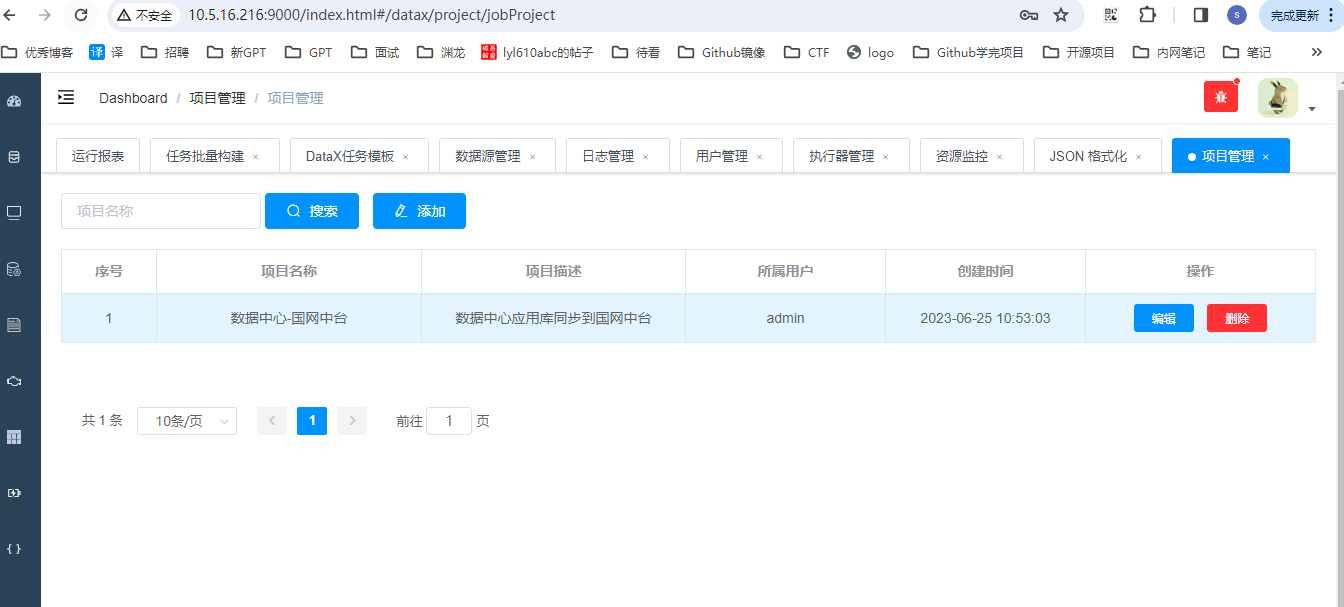 不安全 10.5.16.216:9000/index.html#/datax/project/jobProject S 完成更新
优秀博客 译 译 招聘 新GPT GPT 面试 渊龙 破吾解爱 lyl610abc的帖子 待看 Github镜像 CTF logo Github学完项目 开源项目 内网笔记 笔记 »
Dashboard / 项目管理 / 项目管理
运行报表 任务批量构建 × DataX任务模板 × 数据源管理 × 日志管理 × 用户管理 × 执行器管理 × 资源监控 × JSON 格式化 × 项目管理 ×
项目名称 搜索 添加
序号 项目名称 项目描述 所属用户 创建时间 操作
1 数据中心-国网中台 数据中心应用库同步到国网中台 admin 2023-06-25 10:53:03 编辑 删除
共 1 条 10条/页 < 1 > 前往 1 页
{ }